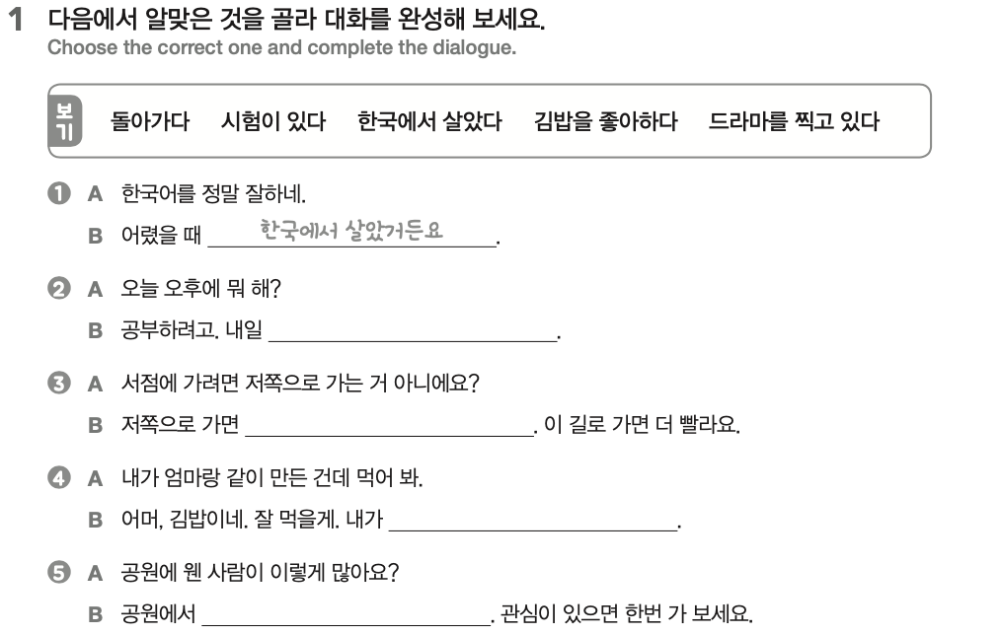 1 다음에서 알맞은 것을 골라 대화를 완성해 보세요.
Choose the correct one and complete the dialogue.
보기 돌아가다 시험이 있다 한국에서 살았다 김밥을 좋아하다 드라마를 찍고 있다
1 A 한국어를 정말 잘하네.
B 어렸을 때 한국에서 살았거든요.
2 A 오늘 오후에 뭐 해?
B 공부하려고. 내일 .
3 A 서점에 가려면 저쪽으로 가는 거 아니에요?
B 저쪽으로 가면 . 이 길로 가면 더 빨라요.
4 A 내가 엄마랑 같이 만든 건데 먹어 봐.
B 어머, 김밥이네. 잘 먹을게. 내가 .
5 A 공원에 웬 사람이 이렇게 많아요?
B 공원에서 . 관심이 있으면 한번 가 보세요.